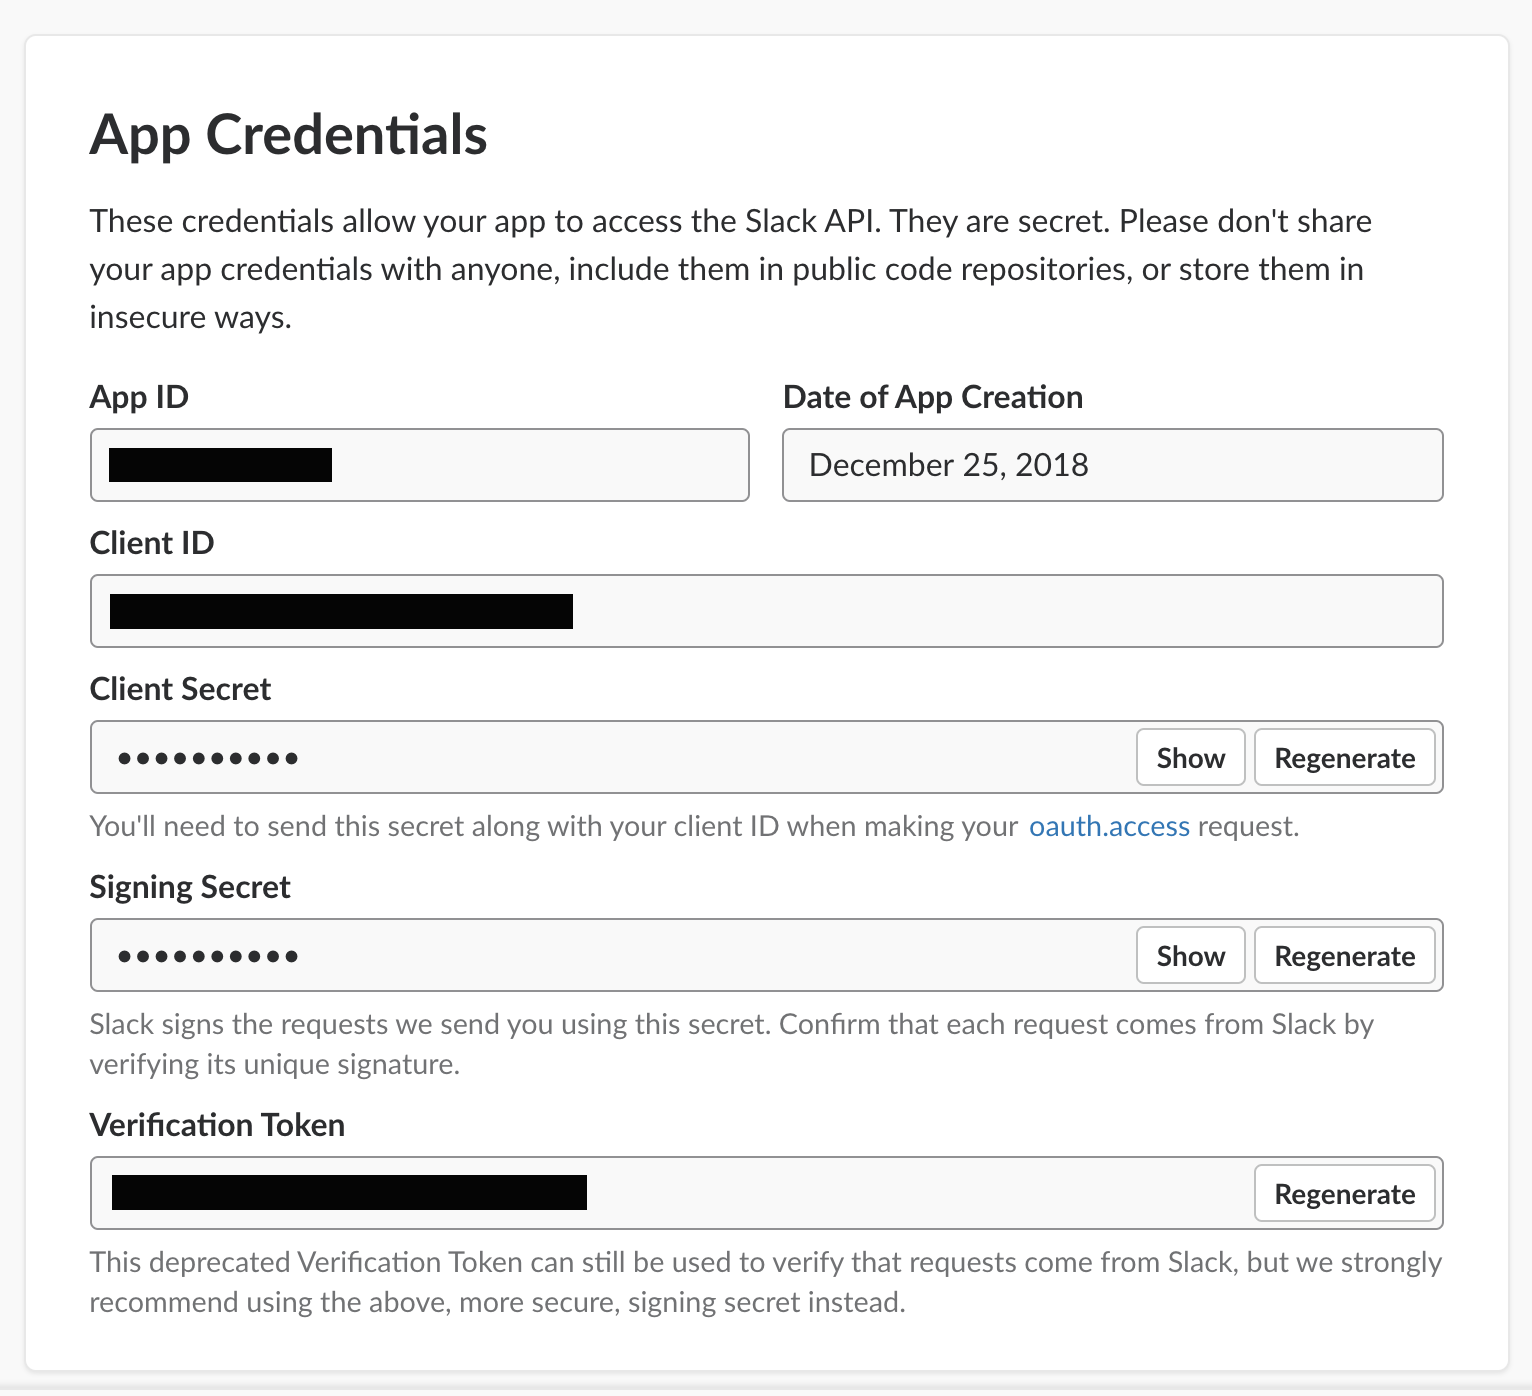 App Credentials
These credentials allow your app to access the Slack API. They are secret. Please don't share
your app credentials with anyone, include them in public code repositories, or store them in
insecure ways.
App ID
Date of App Creation
December 25, 2018
Client ID
Client Secret
••••••••••
Show
Regenerate
You'll need to send this secret along with your client ID when making your oauth.access request.
Signing Secret
••••••••••
Show
Regenerate
Slack signs the requests we send you using this secret. Confirm that each request comes from Slack by
verifying its unique signature.
Verification Token
Regenerate
This deprecated Verification Token can still be used to verify that requests come from Slack, but we strongly
recommend using the above, more secure, signing secret instead.